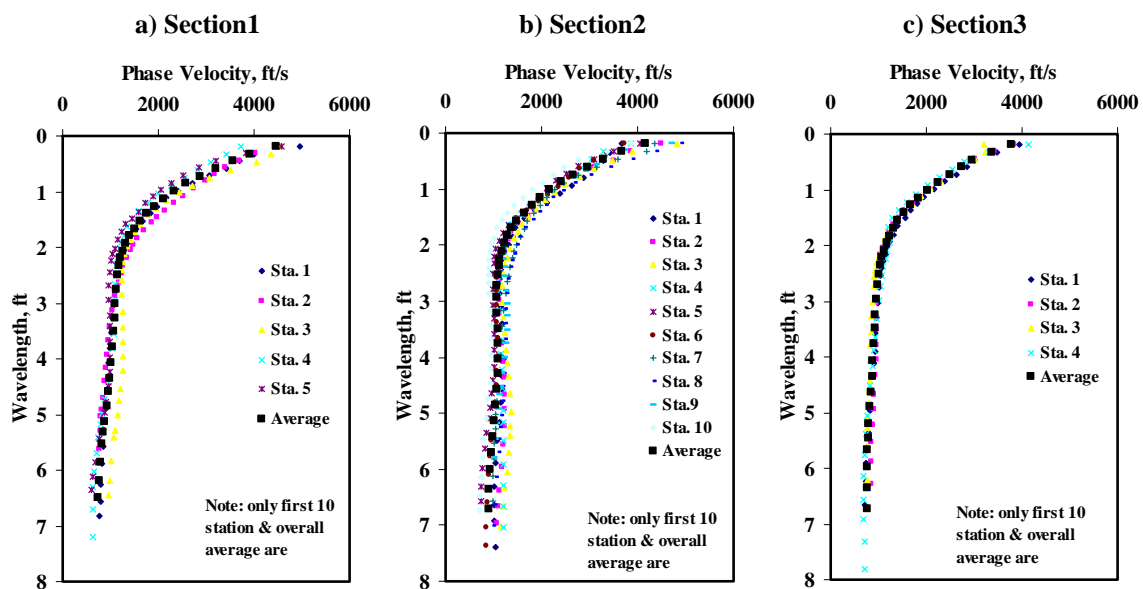 a) Section1
Phase Velocity, ft/s
0 2000 4000 6000
0
1
2
3
4
5
6
7
8
Wavelength, ft
Sta. 1
Sta. 2
Sta. 3
Sta. 4
Sta. 5
Average
Note: only first 10
station & overall
average are
b) Section2
Phase Velocity, ft/s
0 2000 4000 6000
0
1
2
3
4
5
6
7
8
Wavelength, ft
Sta. 1
Sta. 2
Sta. 3
Sta. 4
Sta. 5
Sta. 6
Sta. 7
Sta. 8
Sta.9
Sta. 10
Average
Note: only first 10
station & overall
average are
c) Section3
Phase Velocity, ft/s
0 2000 4000 6000
0
1
2
3
4
5
6
7
8
Wavelength, ft
Sta. 1
Sta. 2
Sta. 3
Sta. 4
Average
Note: only first 10
station & overall
average are